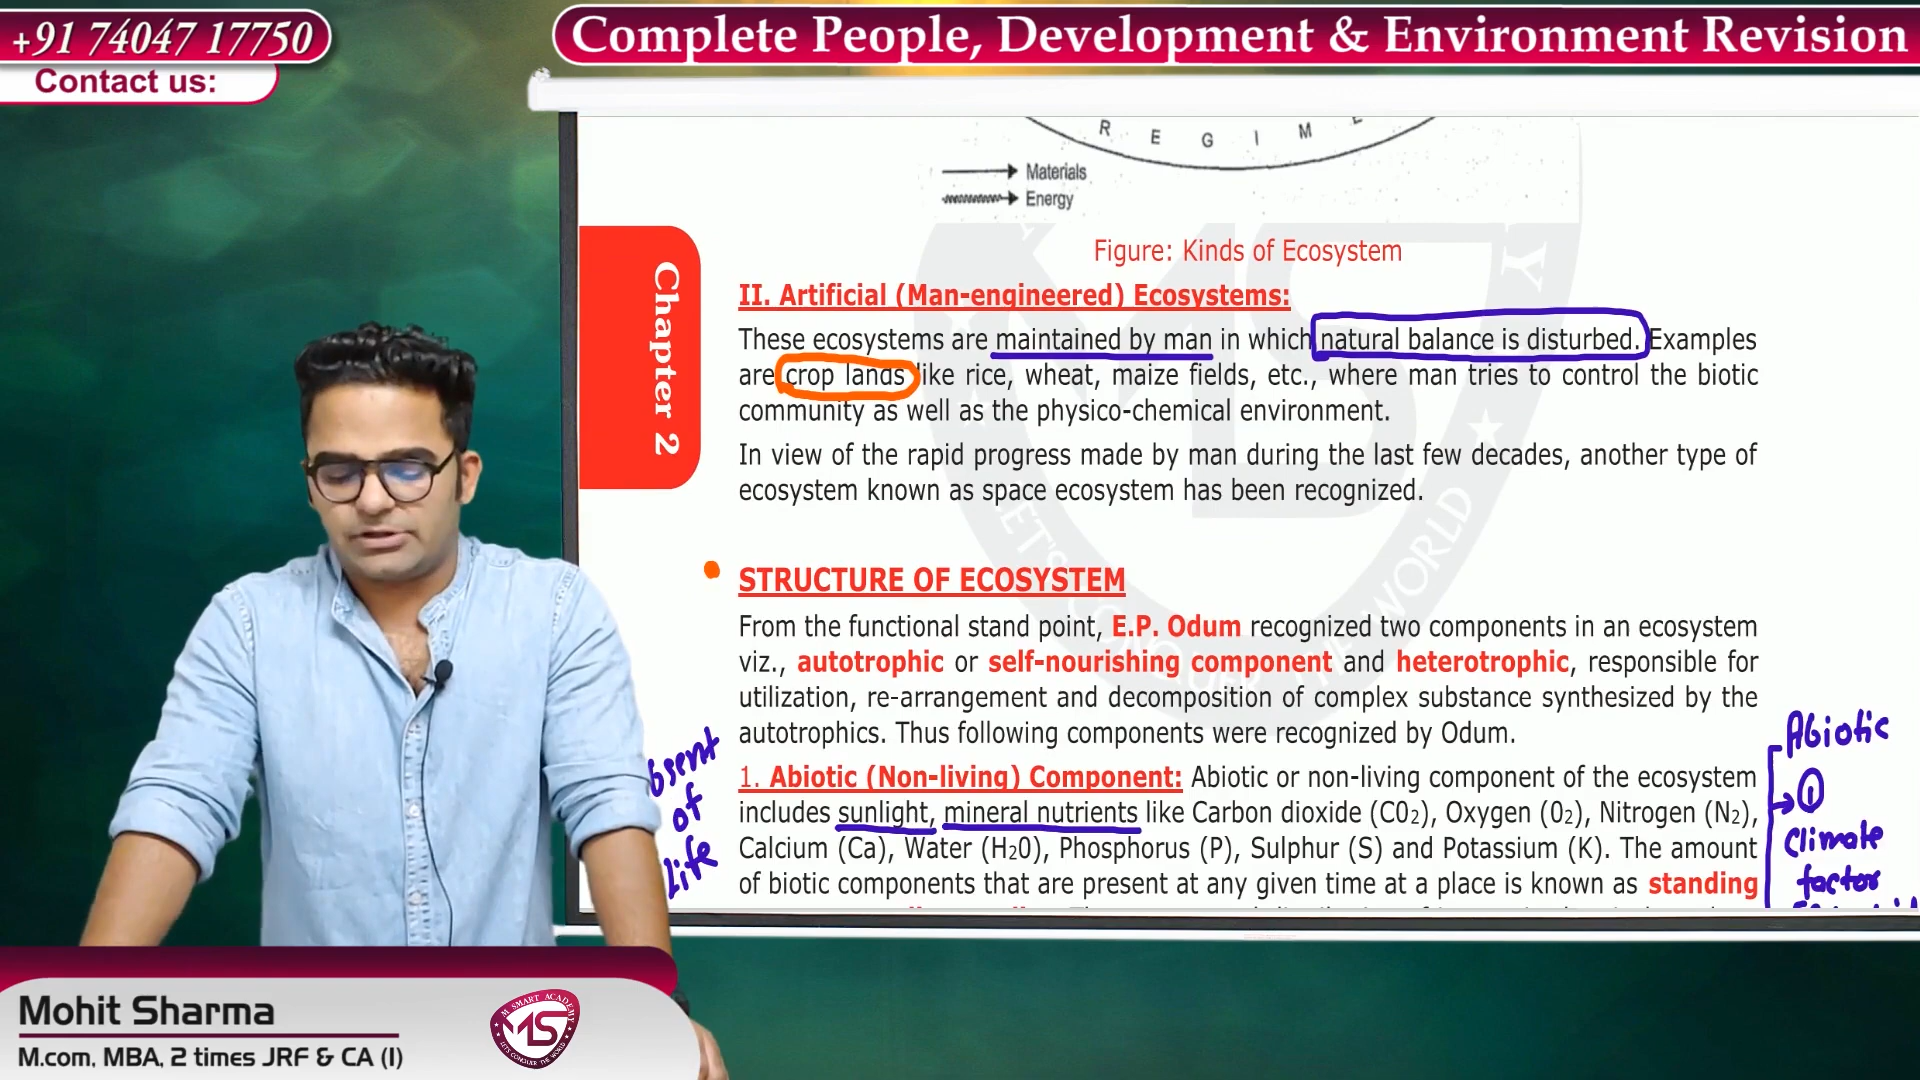 +91 74047 17750
Contact us:
Complete People, Development & Environment Revision
R E G I M E
Materials
Energy
Figure: Kinds of Ecosystem
Chapter 2
II. Artificial (Man-engineered) Ecosystems:
These ecosystems are maintained by man in which natural balance is disturbed. Examples
are crop lands like rice, wheat, maize fields, etc., where man tries to control the biotic
community as well as the physico-chemical environment.
In view of the rapid progress made by man during the last few decades, another type of
ecosystem known as space ecosystem has been recognized.
STRUCTURE OF ECOSYSTEM
From the functional stand point, E.P. Odum recognized two components in an ecosystem
viz., autotrophic or self-nourishing component and heterotrophic, responsible for
utilization, re-arrangement and decomposition of complex substance synthesized by the
autotrophics. Thus following components were recognized by Odum.
1. Abiotic (Non-living) Component: Abiotic or non-living component of the ecosystem
includes sunlight, mineral nutrients like Carbon dioxide (C02), Oxygen (02), Nitrogen (N2),
Calcium (Ca), Water (H20), Phosphorus (P), Sulphur (S) and Potassium (K). The amount
of biotic components that are present at any given time at a place is known as standing
bsent
of
life
Abiotic
①
Climate
factor
Mohit Sharma
M.com, MBA, 2 times JRF & CA (I)
M SMART ACADEMY
MS
LET'S CONQUER THE WORLD